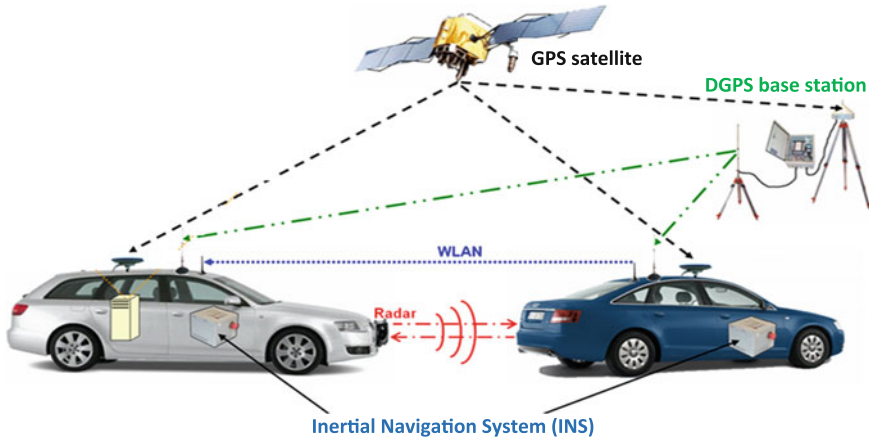 GPS satellite
DGPS base station
WLAN
Radar
Inertial Navigation System (INS)